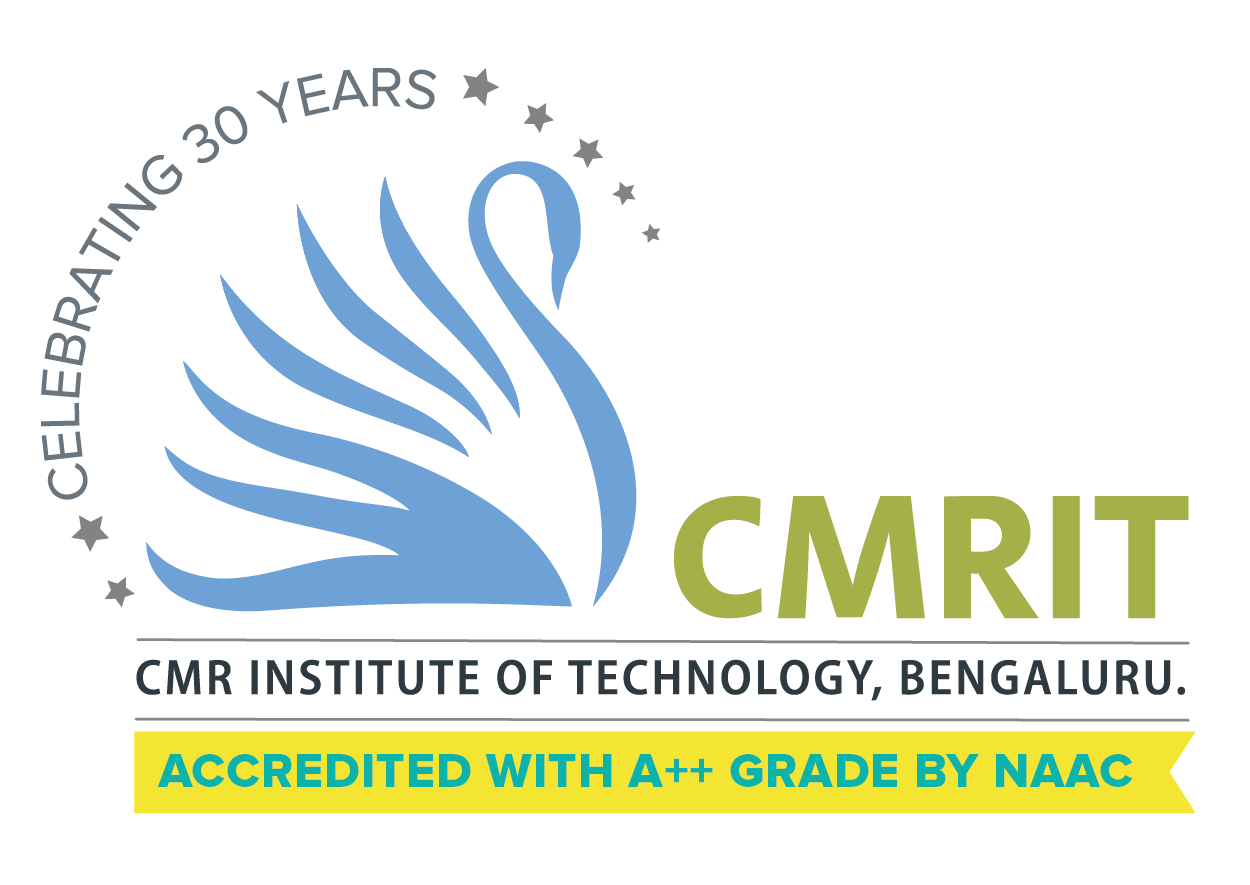 CELEBRATING 30 YEARS
CMRIT
CMR INSTITUTE OF TECHNOLOGY, BENGALURU.
ACCREDITED WITH A++ GRADE BY NAAC